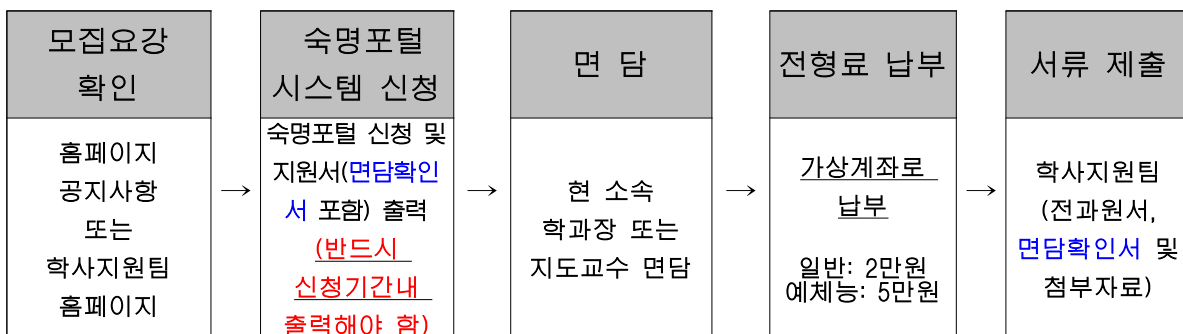 모집요강
확인
홈페이지
공지사항
또는
학사지원팀
홈페이지
→
숙명포털
시스템 신청
숙명포털 신청 및
지원서(면담확인
서 포함) 출력
(반드시
신청기간내
출력해야 함)
→
면 담
현 소속
학과장 또는
지도교수 면담
→
전형료 납부
가상계좌로
납부
일반: 2만원
예체능: 5만원
→
서류 제출
학사지원팀
(전과원서,
면담확인서 및
첨부자료)